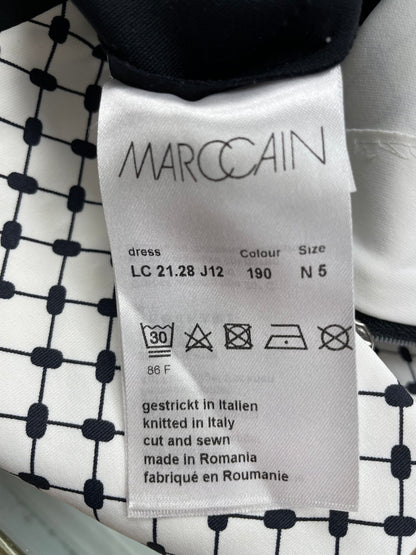 MARCCAIN
dress Colour Size
LC 21.28 J12 190 N 5
30
86 F
gestrickt in Italien
knitted in Italy
cut and sewn
made in Romania
fabriqué en Roumanie